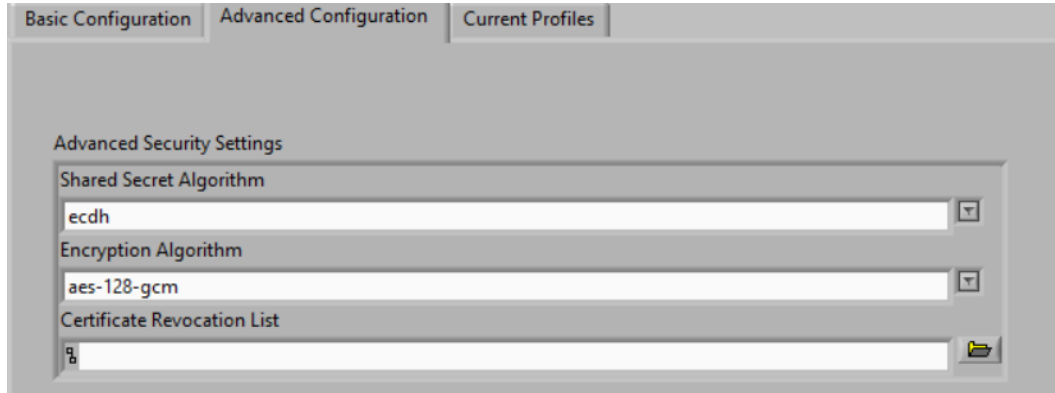 Basic Configuration Advanced Configuration Current Profiles
Advanced Security Settings
Shared Secret Algorithm
ecdh
Encryption Algorithm
aes-128-gcm
Certificate Revocation List